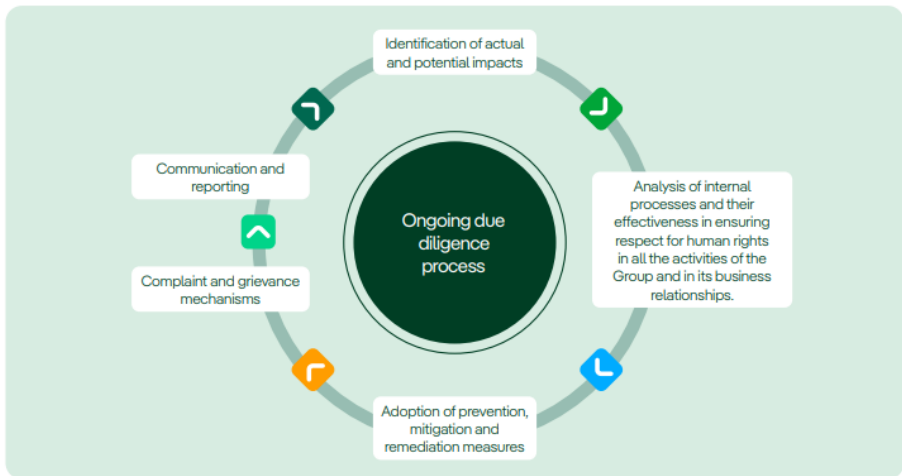 Identification of actual
and potential impacts
Analysis of internal
processes and their
effectiveness in ensuring
respect for human rights
in all the activities of the
Group and in its business
relationships.
Adoption of prevention,
mitigation and
remediation measures
Complaint and grievance
mechanisms
Communication and
reporting
Ongoing due
diligence
process